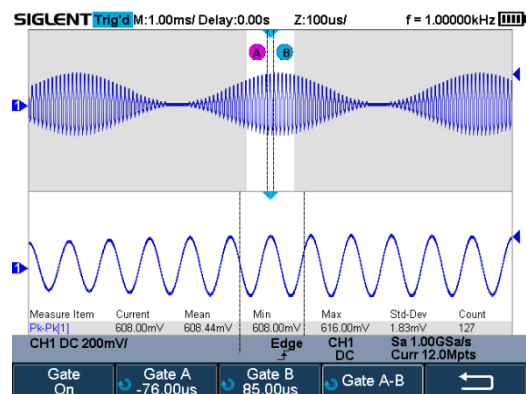 SIGLENT Trig'd M:1.00ms/ Delay:0.00s Z:100us/ f = 1.00000kHz
A B
1
1
Measure Item Current Mean Min Max Std-Dev Count
Pk-Pk[1] 608.00mV 608.44mV 608.00mV 616.00mV 1.83mV 127
CH1 DC 200mV/ Edge CH1 Sa 1.00GSa/s
DC Curr 12.0Mpts
Gate Gate A Gate B Gate A-B
On -76.00us 85.00us